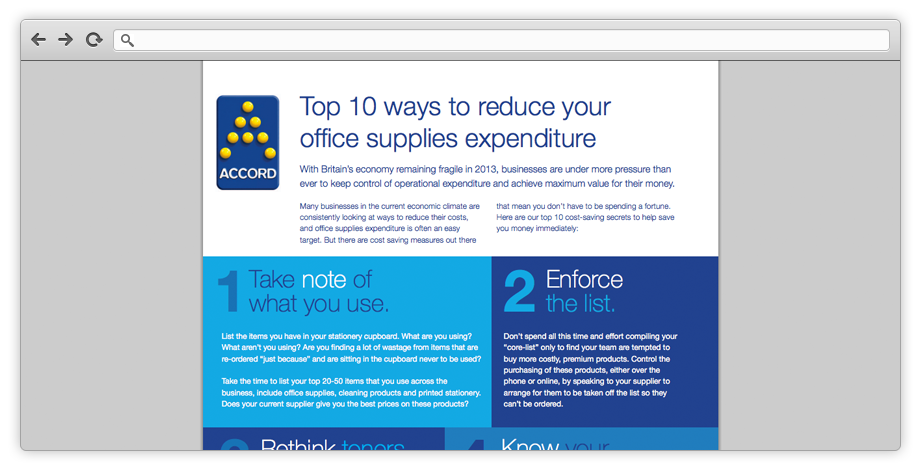 ACCORD
Top 10 ways to reduce your
office supplies expenditure
With Britain's economy remaining fragile in 2013, businesses are under more pressure than
ever to keep control of operational expenditure and achieve maximum value for their money.
Many businesses in the current economic climate are
consistently looking at ways to reduce their costs,
and office supplies expenditure is often an easy
target. But there are cost saving measures out there
that mean you don't have to be spending a fortune.
Here are our top 10 cost-saving secrets to help save
you money immediately:
1 Take note of
what you use.
List the items you have in your stationery cupboard. What are you using?
What aren't you using? Are you finding a lot of wastage from items that are
re-ordered "just because" and are sitting in the cupboard never to be used?
Take the time to list your top 20-50 items that you use across the
business, include office supplies, cleaning products and printed stationery.
Does your current supplier give you the best prices on these products?
2 Enforce
the list.
Don't spend all this time and effort compiling your
"core-list" only to find your team are tempted to
buy more costly, premium products. Control the
purchasing of these products, either over the
phone or online, by speaking to your supplier to
arrange for them to be taken off the list so they
can't be ordered.
3 Rethink toners
4 Know your